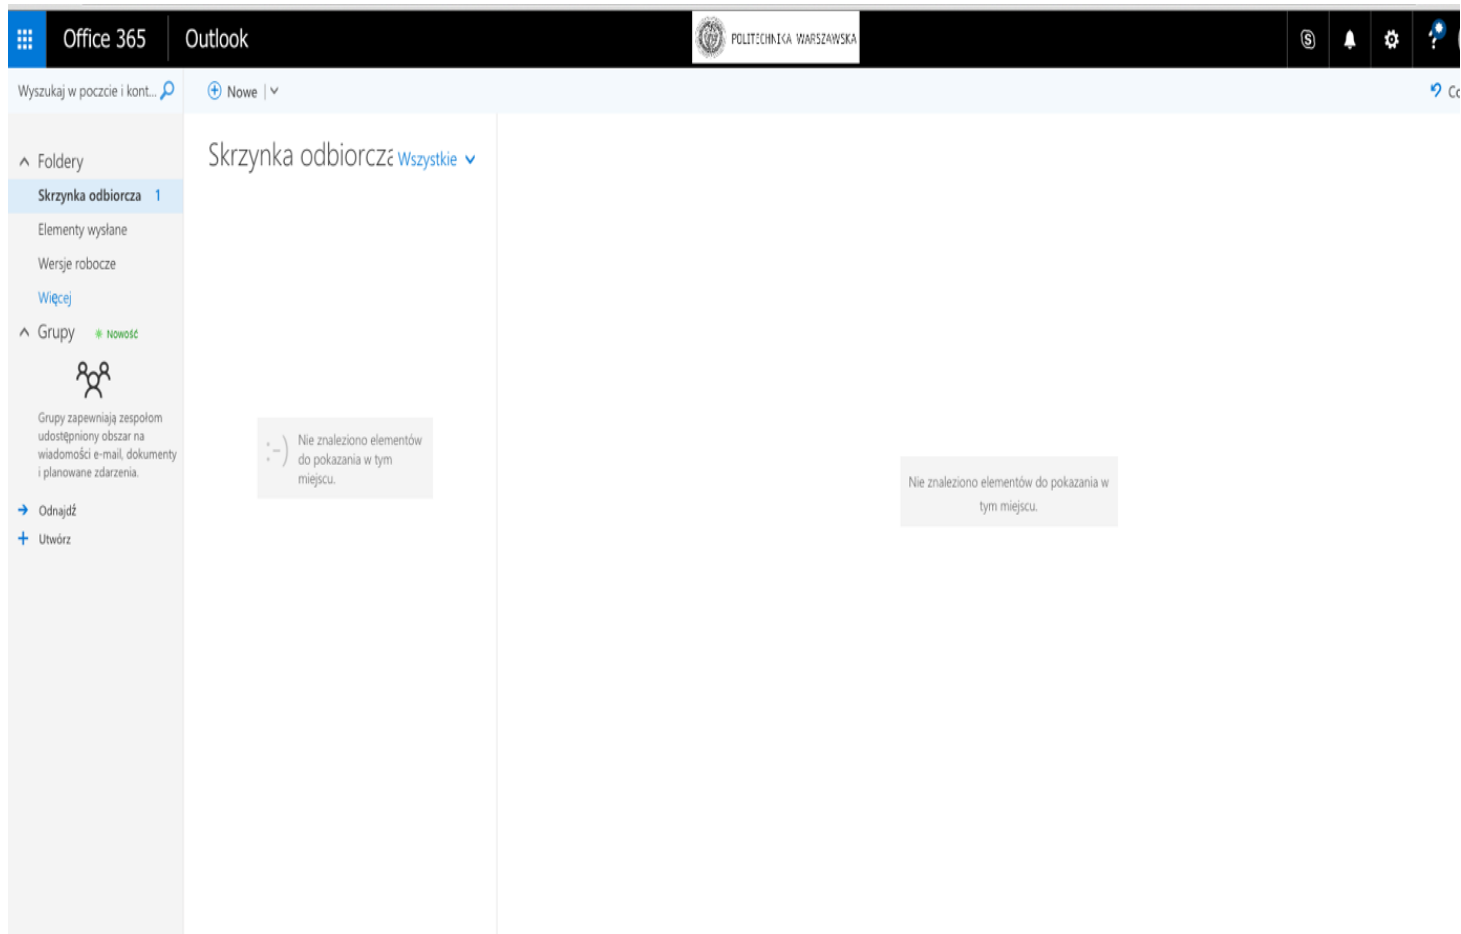 Office 365
Outlook
POLITECHNIKA WARSZAWSKA
Wyszukaj w poczcie i kont...
Nowe
Foldery
Skrzynka odbiorcza 1
Elementy wysłane
Wersje robocze
Więcej
Grupy Nowość
Grupy zapewniają zespołom
udostępniony obszar na
wiadomości e-mail, dokumenty
i planowane zdarzenia.
Odnajdź
Utwórz
Skrzynka odbiorcza Wszystkie
:-)
Nie znaleziono elementów
do pokazania w tym
miejscu.
Nie znaleziono elementów do pokazania w
tym miejscu.